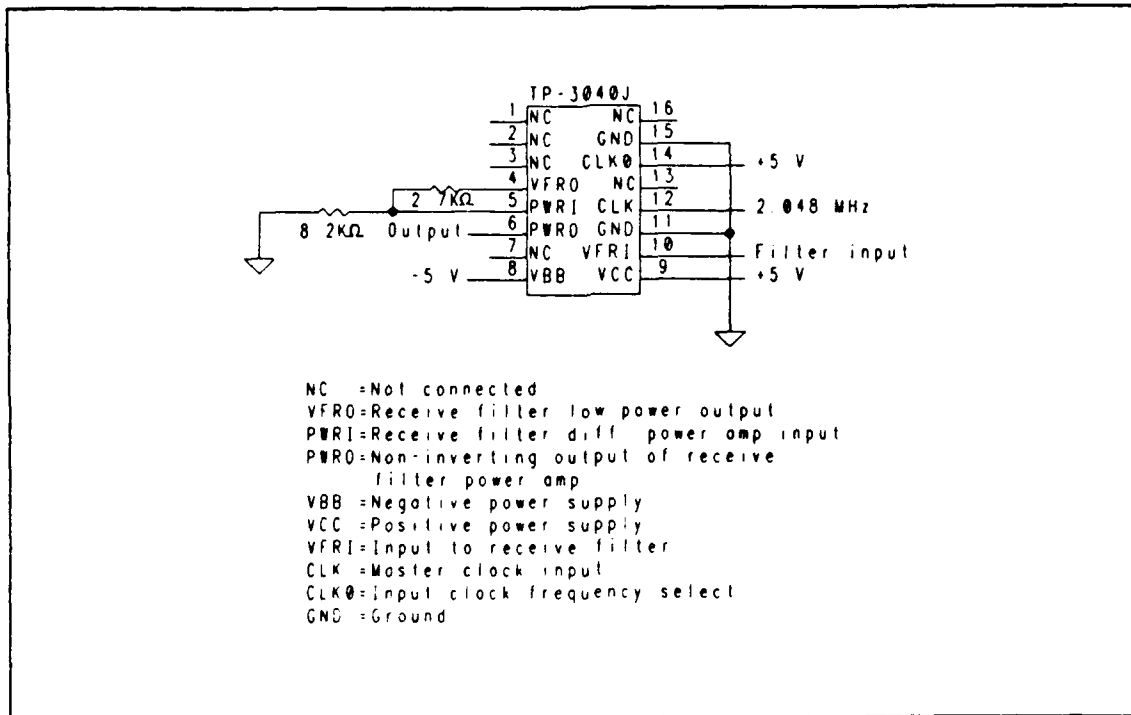 TP-3040J
1 NC NC 16
2 NC GND 15
3 NC CLK0 14 +5 V
4 VFRO NC 13
2 7KΩ
5 PWRI CLK 12 2.048 MHz
8 2KΩ Output 6 PWRO GND 11
7 NC VFRI 10 Filter input
-5 V 8 VBB VCC 9 +5 V
NC =Not connected
VFRO=Receive filter low power output
PWRI=Receive filter diff power amp input
PWRO=Non-inverting output of receive
filter power amp
VBB =Negative power supply
VCC =Positive power supply
VFRI=Input to receive filter
CLK =Master clock input
CLK0=Input clock frequency select
GND =Ground